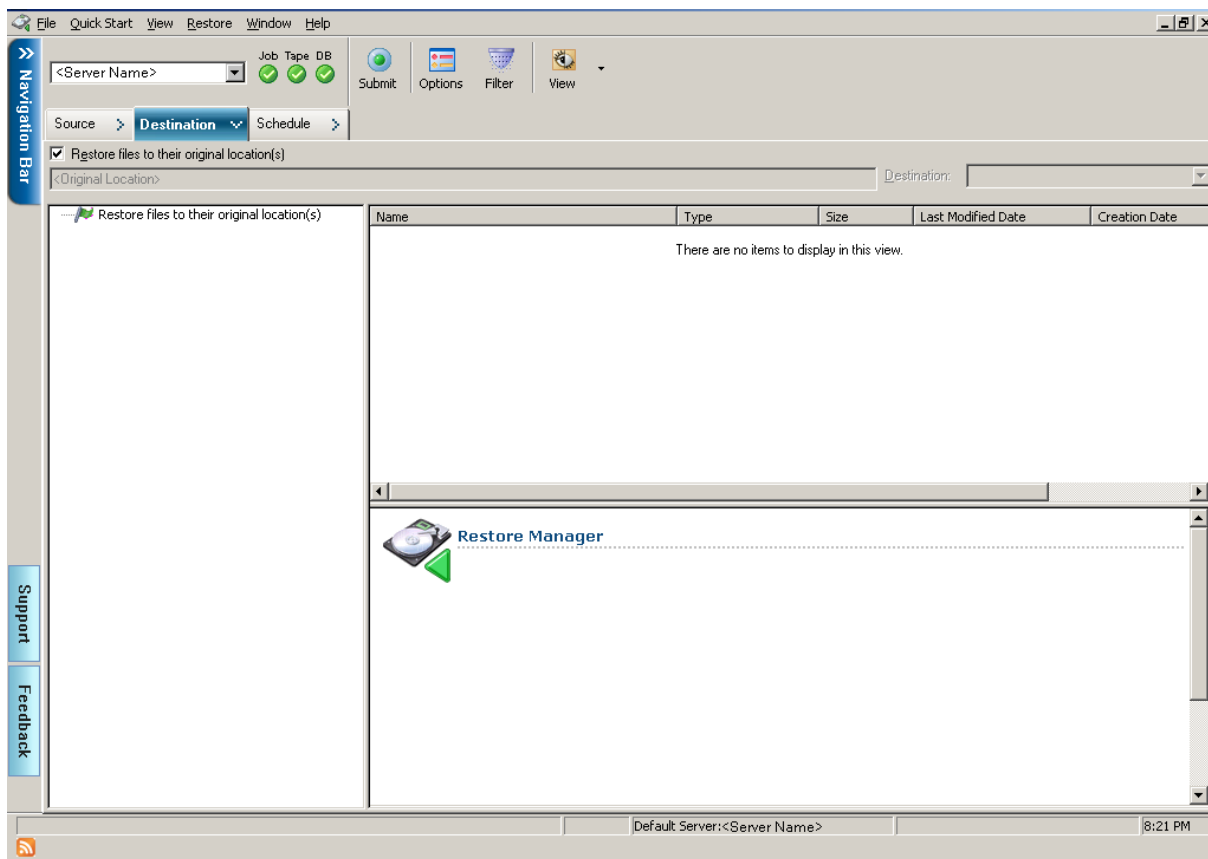 File Quick Start View Restore Window Help
Navigation Bar
<Server Name>
Job Tape DB
Submit Options Filter View
Source Destination Schedule
Restore files to their original location(s)
<Original Location> Destination:
Restore files to their original location(s)
Name Type Size Last Modified Date Creation Date
There are no items to display in this view.
Restore Manager
Support
Feedback
Default Server:<Server Name> 8:21 PM